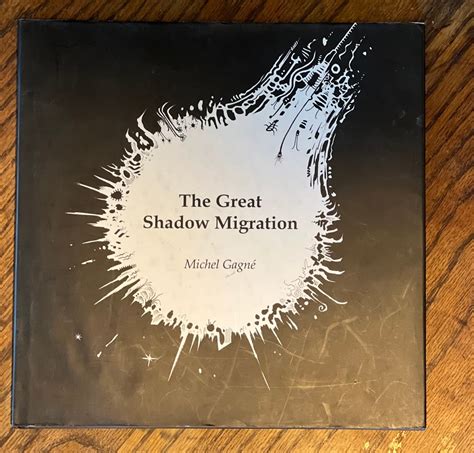 The Great
Shadow Migration
Michel Gagné